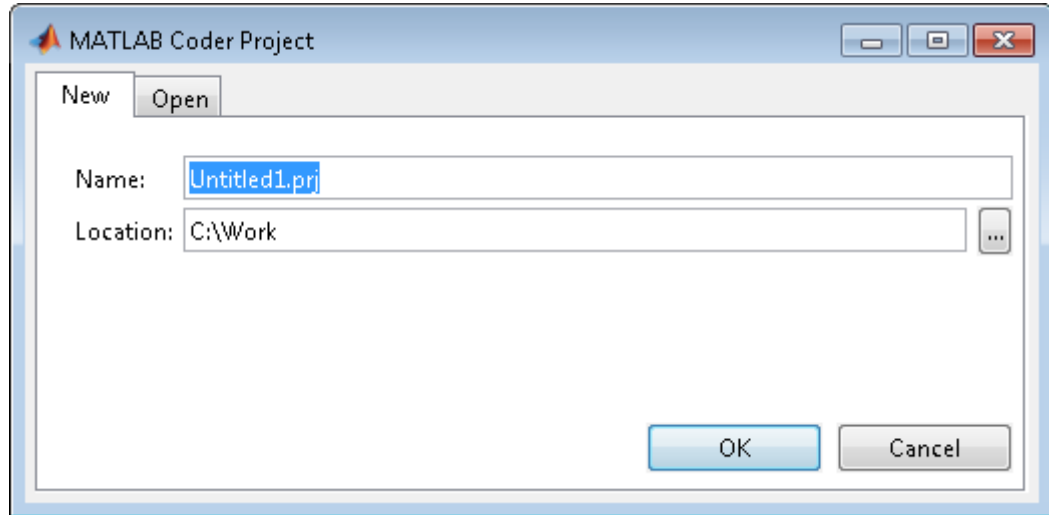 MATLAB Coder Project
New Open
Name: Untitled1.prj
Location: C:\Work ...
OK Cancel